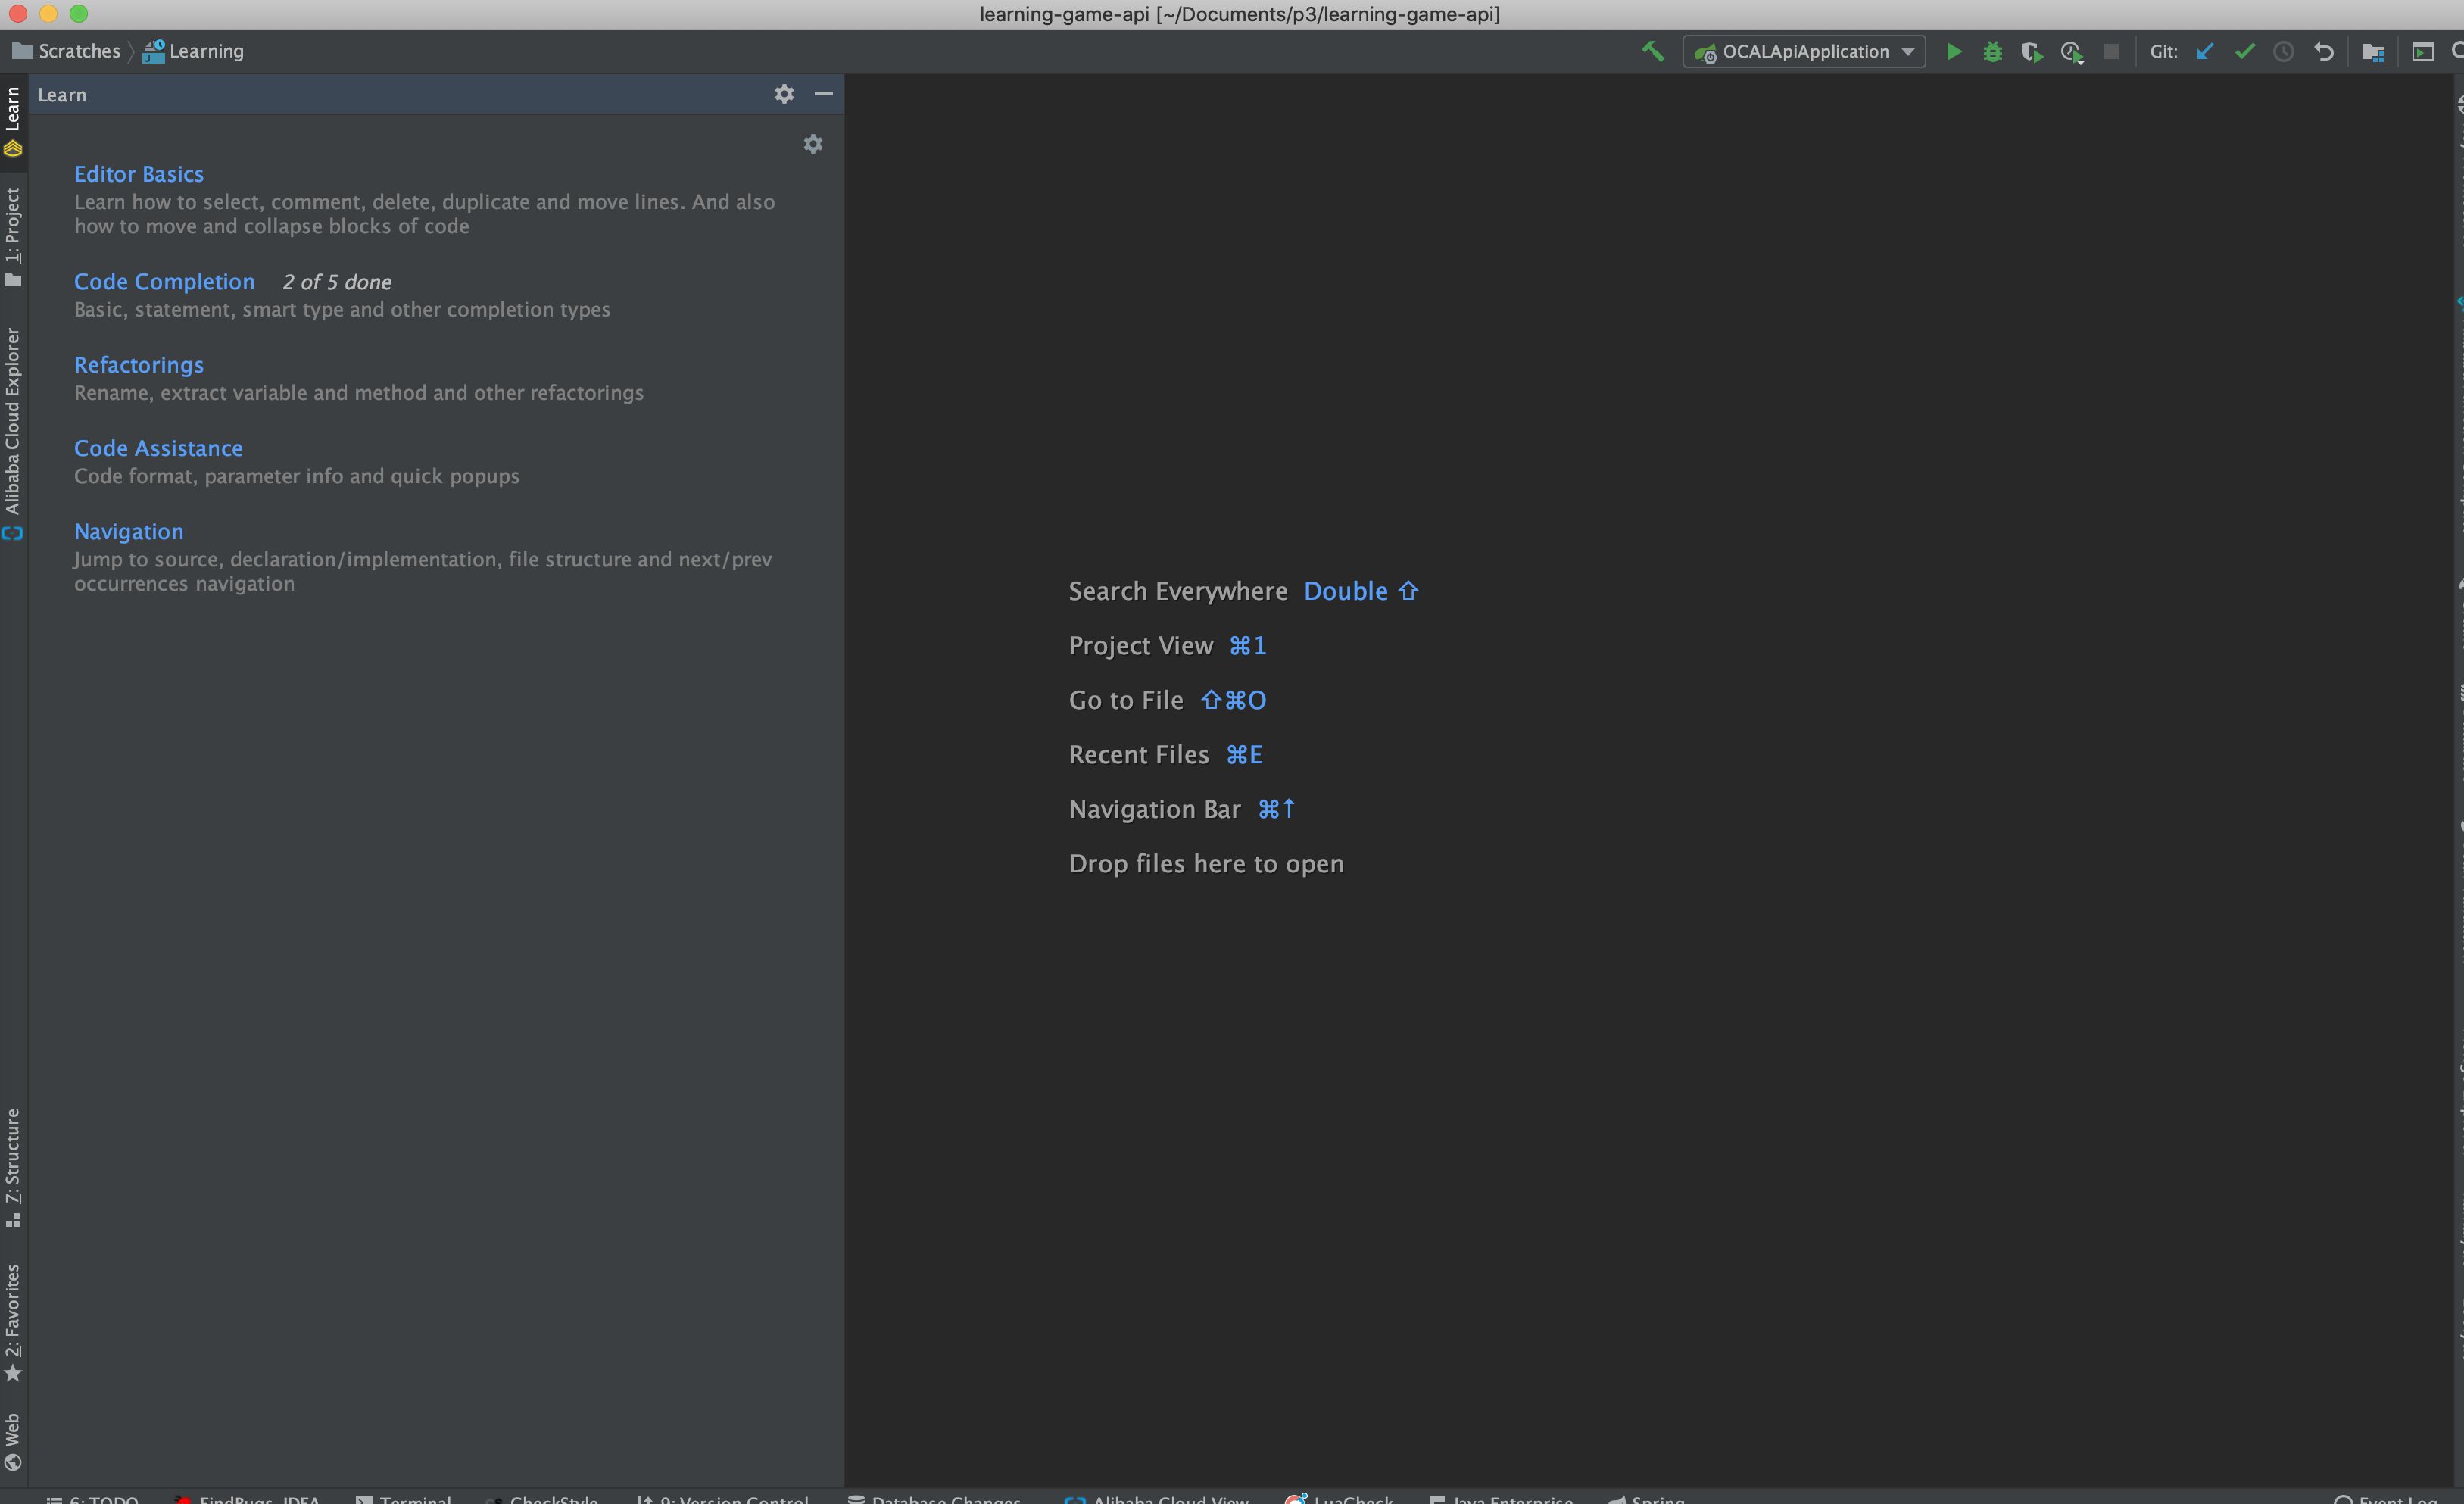 learning-game-api [~/Documents/p3/learning-game-api]
Scratches
Learning
OCALApiApplication
Git:
Learn
Learn
1: Project
Alibaba Cloud Explorer
7: Structure
2: Favorites
Web
Editor Basics
Learn how to select, comment, delete, duplicate and move lines. And also
how to move and collapse blocks of code
Code Completion 2 of 5 done
Basic, statement, smart type and other completion types
Refactorings
Rename, extract variable and method and other refactorings
Code Assistance
Code format, parameter info and quick popups
Navigation
Jump to source, declaration/implementation, file structure and next/prev
occurrences navigation
Search Everywhere Double ⇧
Project View ⌘1
Go to File ⇧⌘O
Recent Files ⌘E
Navigation Bar ⌘↑
Drop files here to open
6: TODO
FindBugs-IDEA
Terminal
CheckStyle
9: Version Control
Database Changes
Alibaba Cloud View
LuaCheck
Java Enterprise
Spring
Event Log